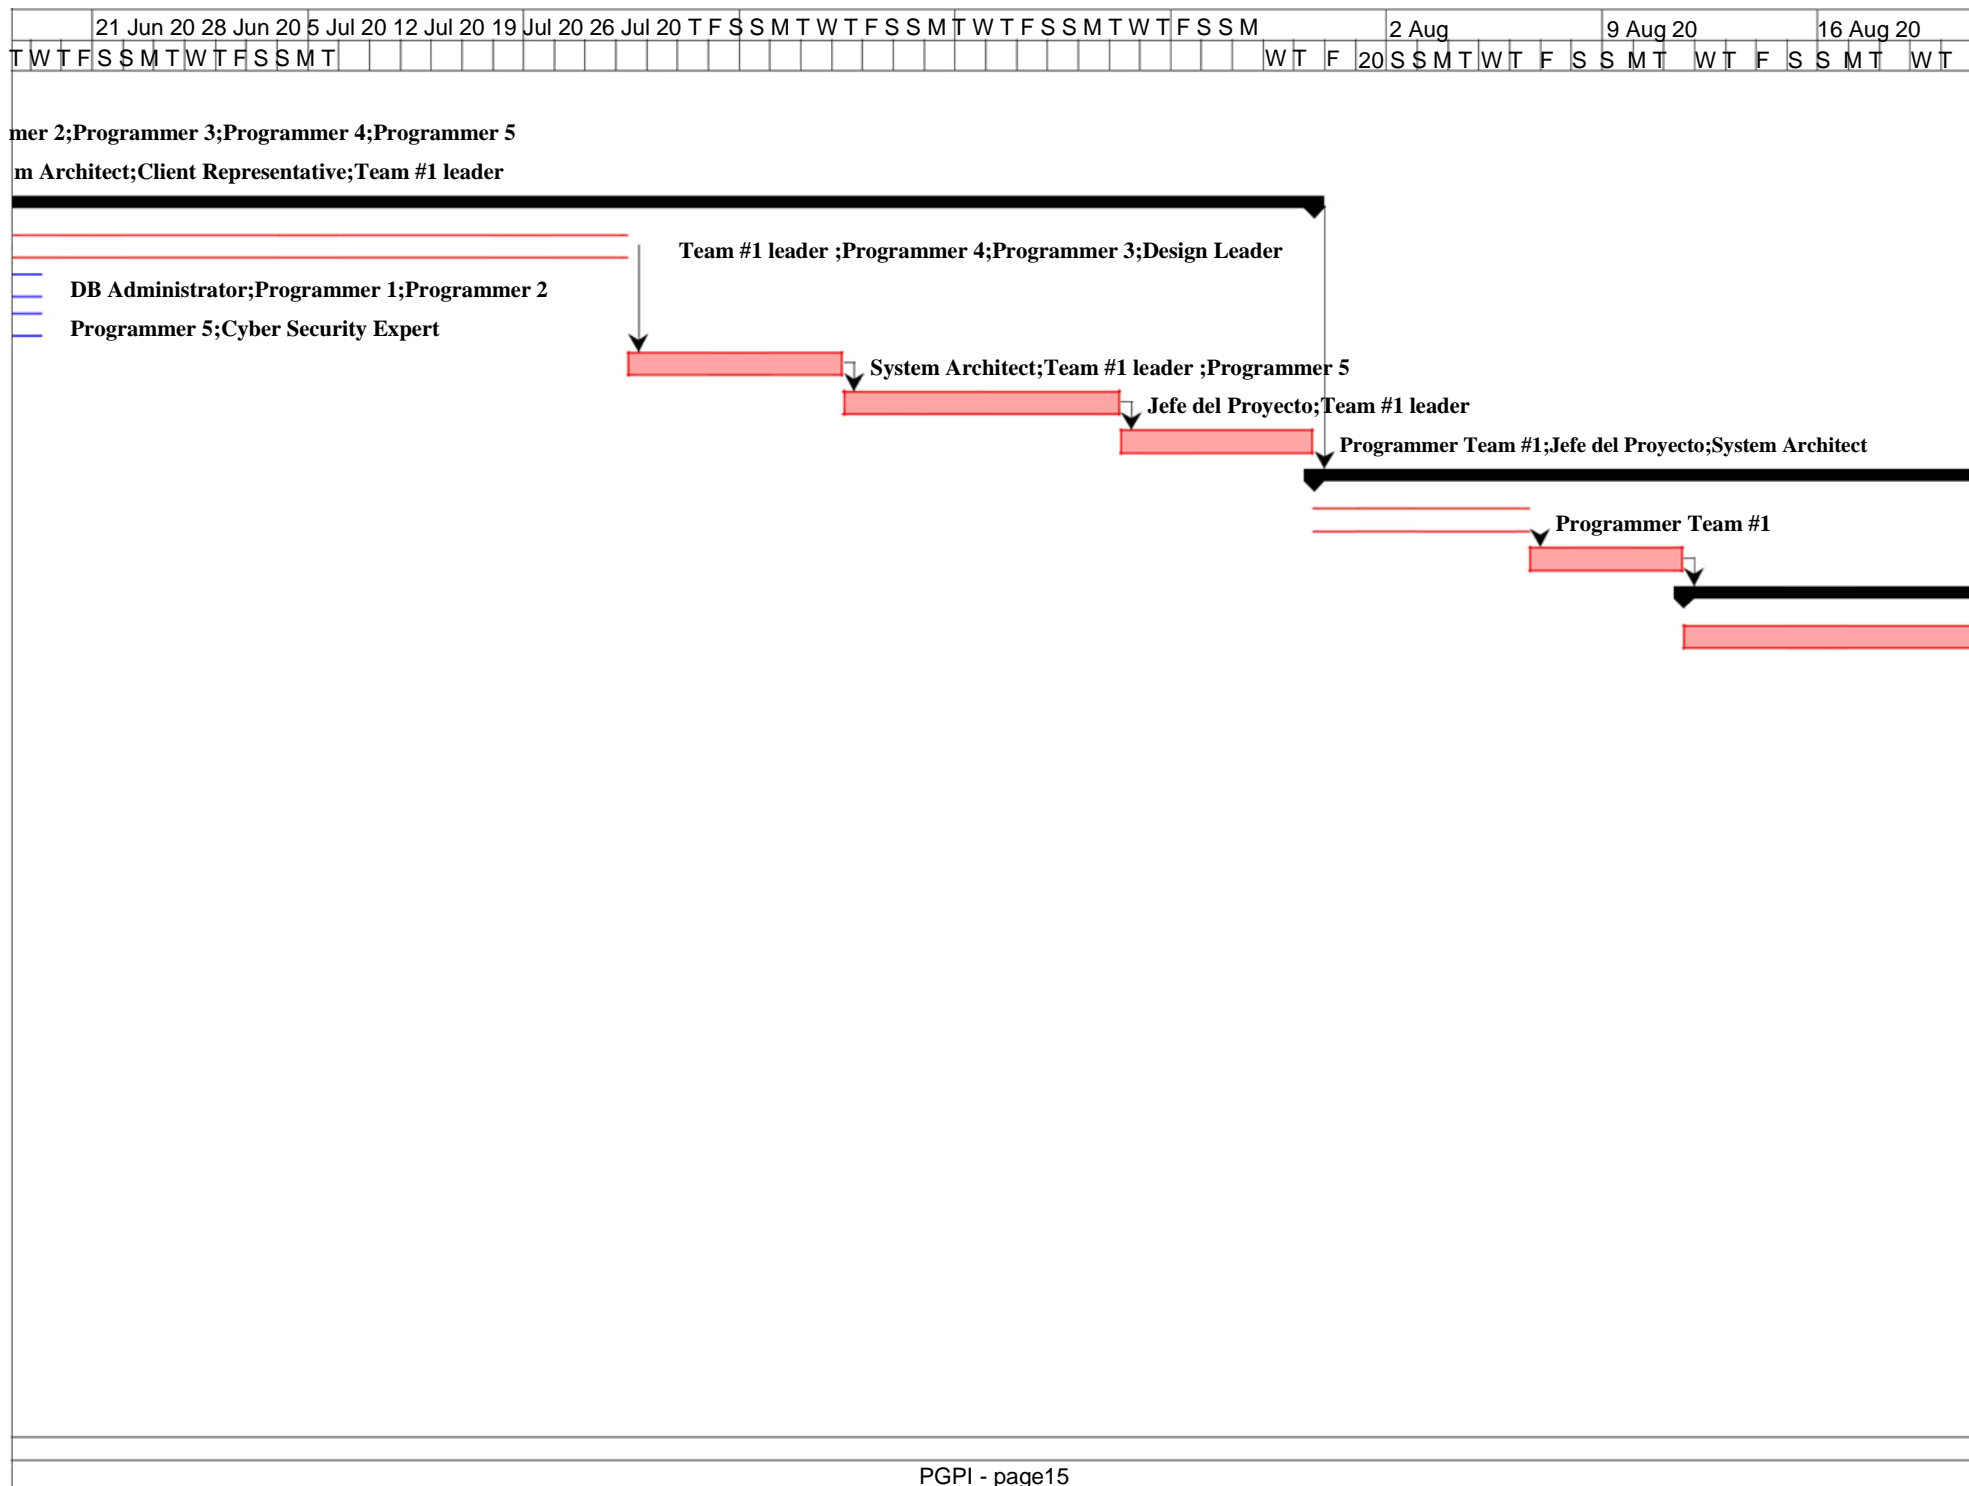 21 Jun 20 28 Jun 20 5 Jul 20 12 Jul 20 19 Jul 20 26 Jul 20 T F S S M T W T F S S M T W T F S S M T W T F S S M 2 Aug 9 Aug 20 16 Aug 20
T W T F S S M T W T F S S M T W T F 20 S S M T W T F S S M T W T F S S M T W T
mer 2;Programmer 3;Programmer 4;Programmer 5
m Architect;Client Representative;Team #1 leader
Team #1 leader ;Programmer 4;Programmer 3;Design Leader
DB Administrator;Programmer 1;Programmer 2
Programmer 5;Cyber Security Expert
System Architect;Team #1 leader ;Programmer 5
Jefe del Proyecto;Team #1 leader
Programmer Team #1;Jefe del Proyecto;System Architect
Programmer Team #1
PGPI - page15